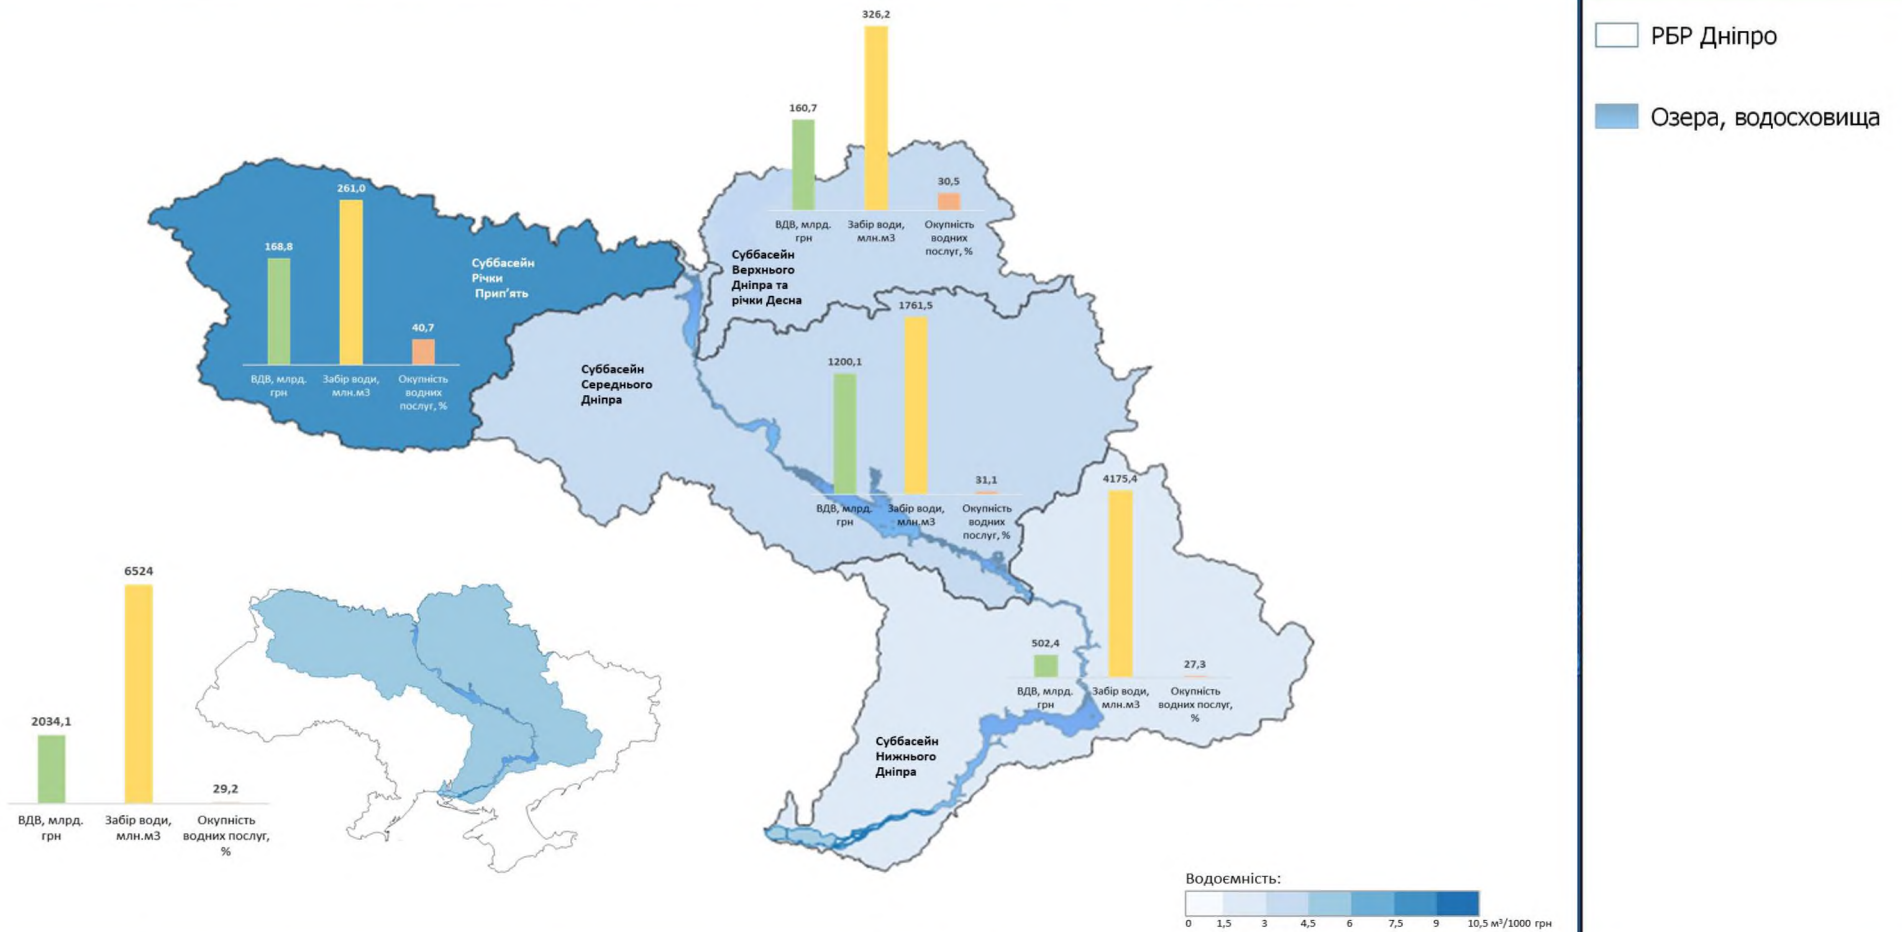 326,2
160,7
30,5
ВДВ, млрд.
грн
Забір води,
млн.м3
Окупність
водних
послуг, %
Суббасейн
Верхнього
Дніпра та
річки Десна
261,0
168,8
40,7
ВДВ, млрд.
грн
Забір води,
млн.м3
Окупність
водних
послуг, %
Суббасейн
Річки
Прип'ять
1761,5
1200,1
31,1
ВДВ, млрд.
грн
Забір води,
млн.м3
Окупність
водних
послуг, %
Суббасейн
Середнього
Дніпра
4175,4
502,4
27,3
ВДВ, млрд.
грн
Забір води,
млн.м3
Окупність
водних послуг,
%
Суббасейн
Нижнього
Дніпра
6524
2034,1
29,2
ВДВ, млрд.
грн
Забір води,
млн.м3
Окупність
водних послуг,
%
Водоємність:
0 1,5 3 4,5 6 7,5 9 10,5 м³/1000 грн
РБР Дніпро
Озера, водосховища